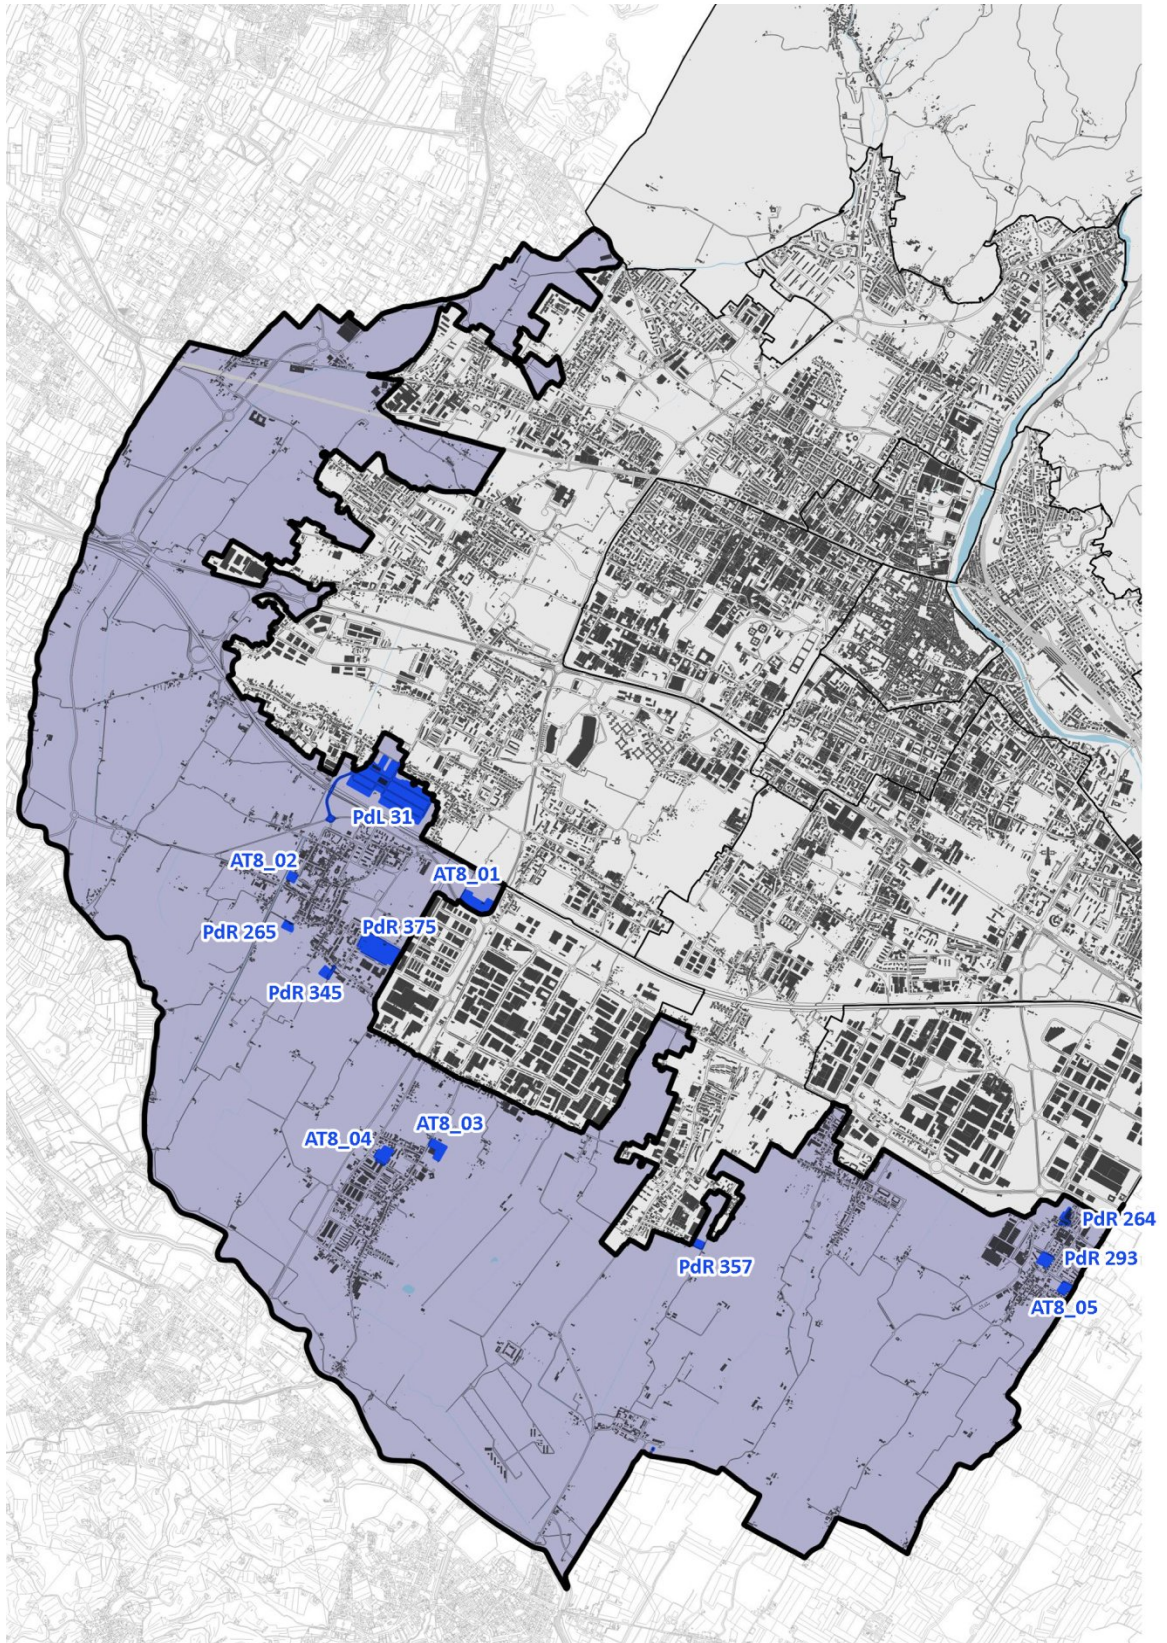 PdL 31
AT8_02
AT8_01
PdR 265
PdR 375
PdR 345
AT8_03
AT8_04
PdR 264
PdR 293
PdR 357
AT8_05